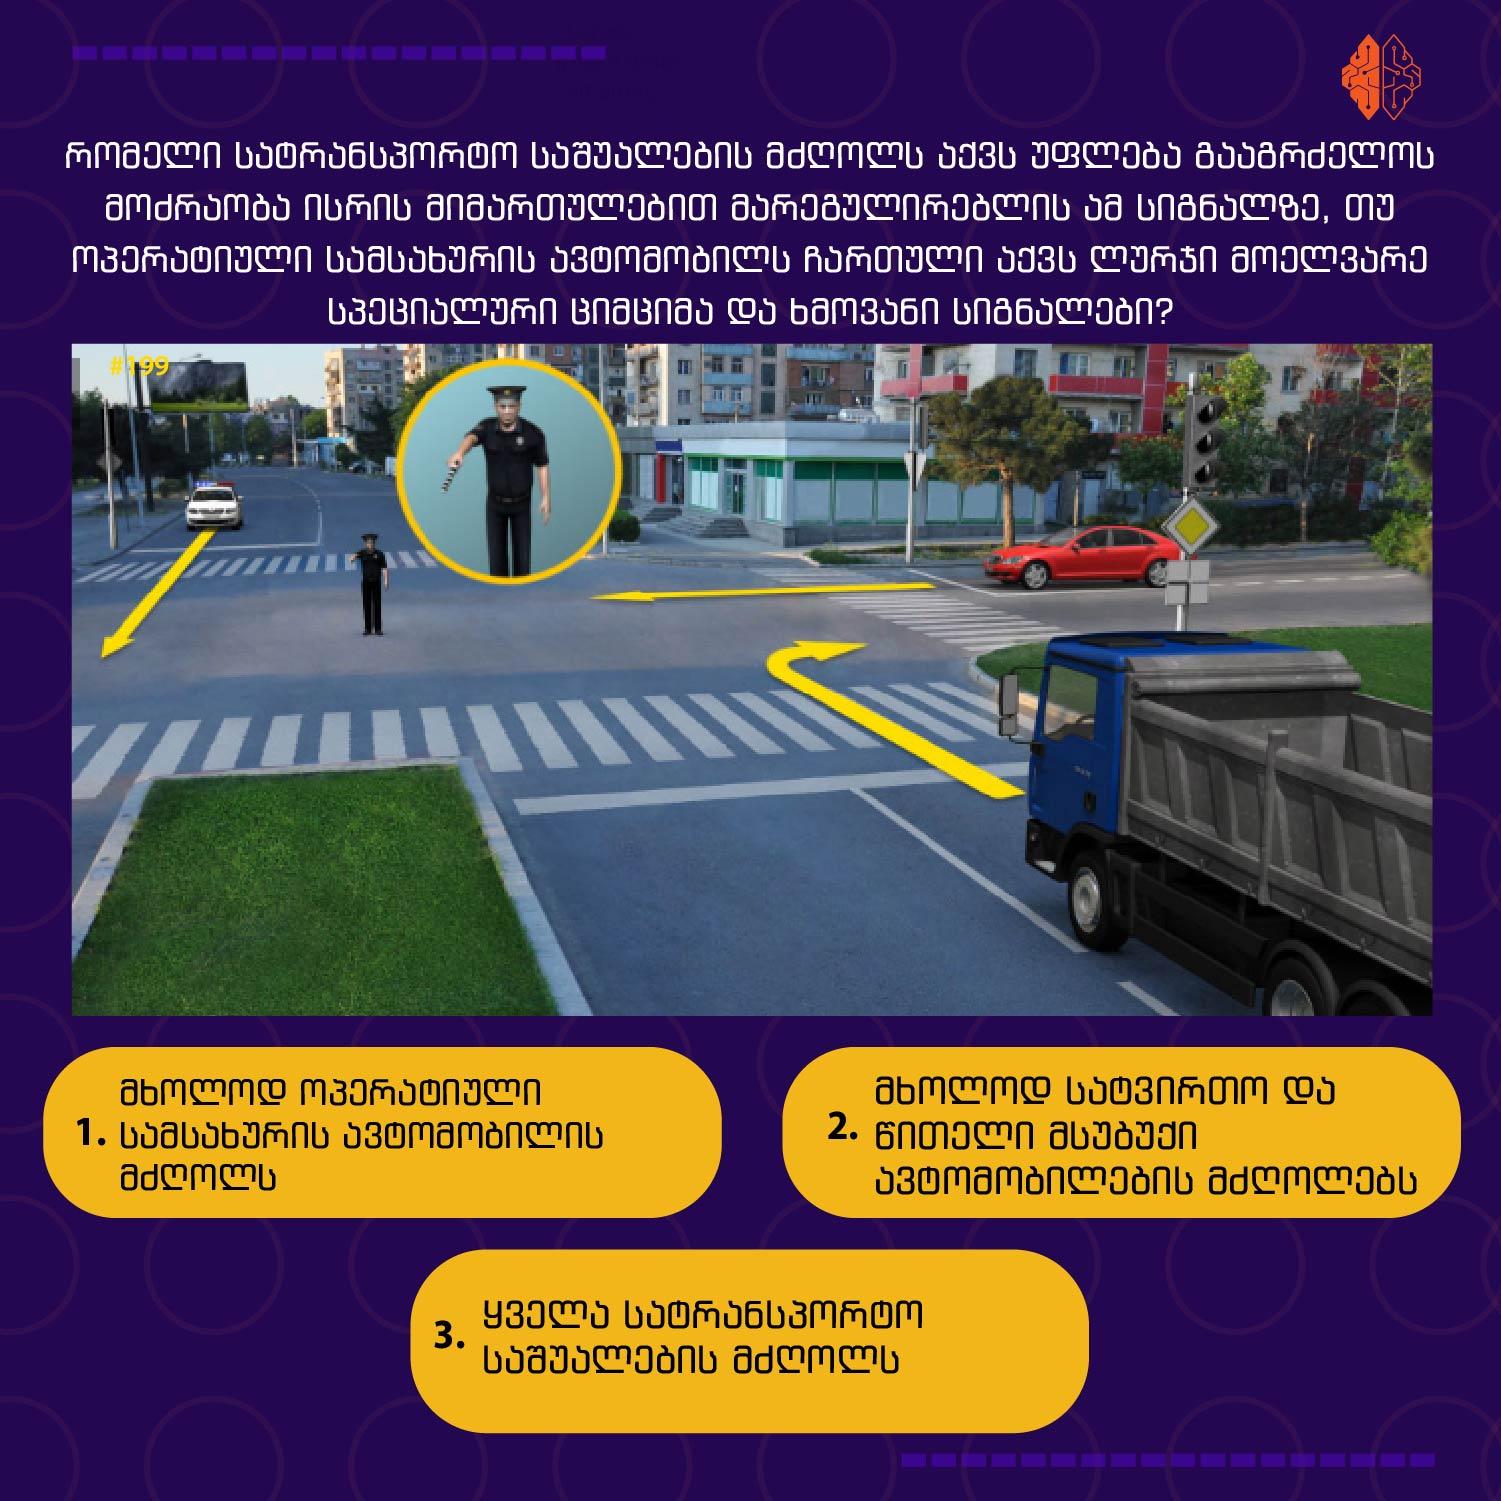 რომელი სატრანსპორტო საშუალების მძღოლს აქვს უფლება გააგრძელოს
მოძრაობა ისრის მიმართულებით მარეგულირებლის ამ სიგნალზე, თუ
ოპერატიული სამსახურის ავტომობილს ჩართული აქვს ლურჯი მოელვარე
სპეციალური ციმციმა და ხმოვანი სიგნალები?
#199
1. მხოლოდ ოპერატიული
სამსახურის ავტომობილის
მძღოლს
2. მხოლოდ სატვირთო და
წითელი მსუბუქი
ავტომობილების მძღოლებს
3. ყველა სატრანსპორტო
საშუალების მძღოლს